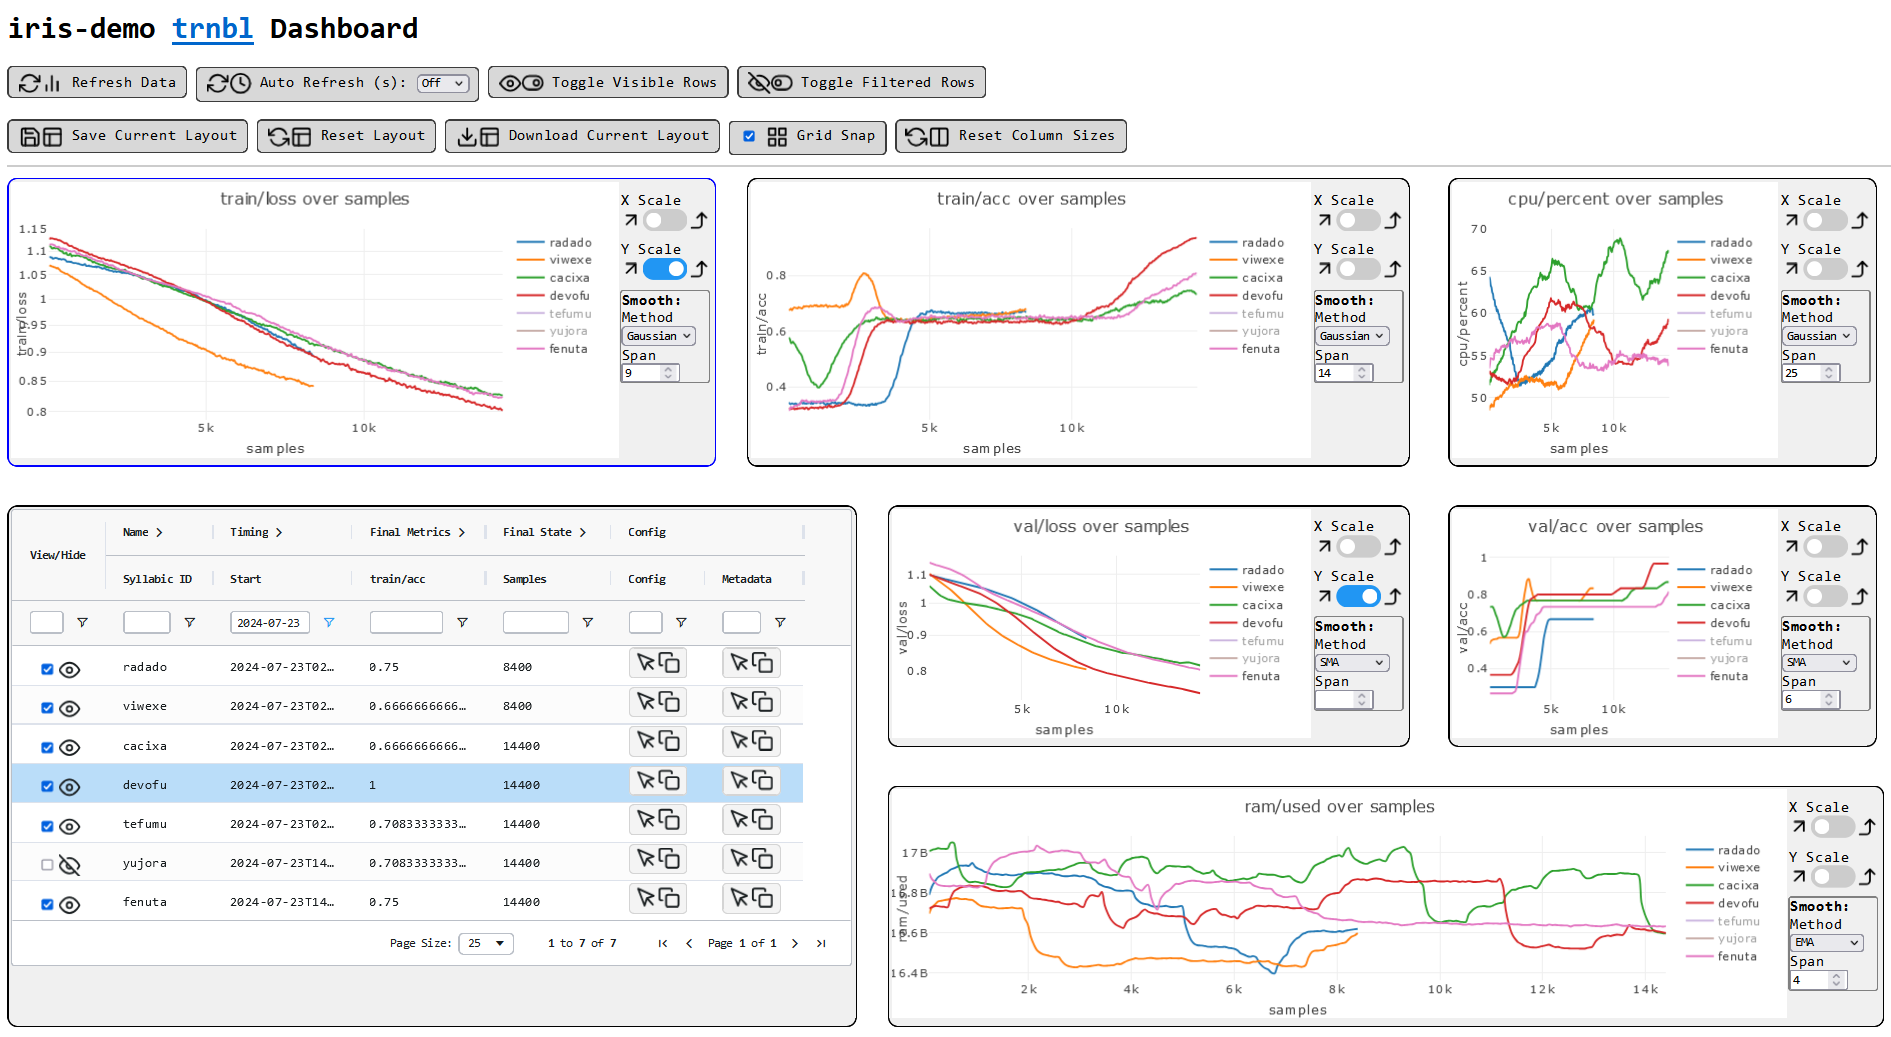 iris-demo trnbl Dashboard
Refresh Data
Auto Refresh (s): Off
Toggle Visible Rows
Toggle Filtered Rows
Save Current Layout
Reset Layout
Download Current Layout
Grid Snap
Reset Column Sizes
train/loss over samples
1.15
1.1
1.05
1
0.95
0.9
0.85
0.8
train/loss
5k
10k
samples
radado
viwexe
cacixa
devofu
tefumu
yujora
fenuta
X Scale
Y Scale
Smooth:
Method
Gaussian
Span
9
train/acc over samples
0.8
0.6
0.4
train/acc
5k
10k
samples
radado
viwexe
cacixa
devofu
tefumu
yujora
fenuta
X Scale
Y Scale
Smooth:
Method
Gaussian
Span
14
cpu/percent over samples
70
65
60
55
50
cpu/percent
5k
10k
samples
radado
viwexe
cacixa
devofu
tefumu
yujora
fenuta
X Scale
Y Scale
Smooth:
Method
Gaussian
Span
25
View/Hide
Name > Timing > Final Metrics > Final State > Config
Syllabic ID Start train/acc Samples Config Metadata
2024-07-23
radado 2024-07-23T02… 0.75 8400
viwexe 2024-07-23T02… 0.6666666666… 8400
cacixa 2024-07-23T02… 0.6666666666… 14400
devofu 2024-07-23T02… 1 14400
tefumu 2024-07-23T02… 0.7083333333… 14400
yujora 2024-07-23T14… 0.7083333333… 14400
fenuta 2024-07-23T14… 0.75 14400
Page Size: 25 1 to 7 of 7 Page 1 of 1
val/loss over samples
1.1
1
0.9
0.8
val/loss
5k
10k
samples
radado
viwexe
cacixa
devofu
tefumu
yujora
fenuta
X Scale
Y Scale
Smooth:
Method
SMA
Span
val/acc over samples
1
0.8
0.6
0.4
val/acc
5k
10k
samples
radado
viwexe
cacixa
devofu
tefumu
yujora
fenuta
X Scale
Y Scale
Smooth:
Method
SMA
Span
6
ram/used over samples
17B
16.8B
16.6B
16.4B
ram/used
2k
4k
6k
8k
10k
12k
14k
samples
radado
viwexe
cacixa
devofu
tefumu
yujora
fenuta
X Scale
Y Scale
Smooth:
Method
EMA
Span
4